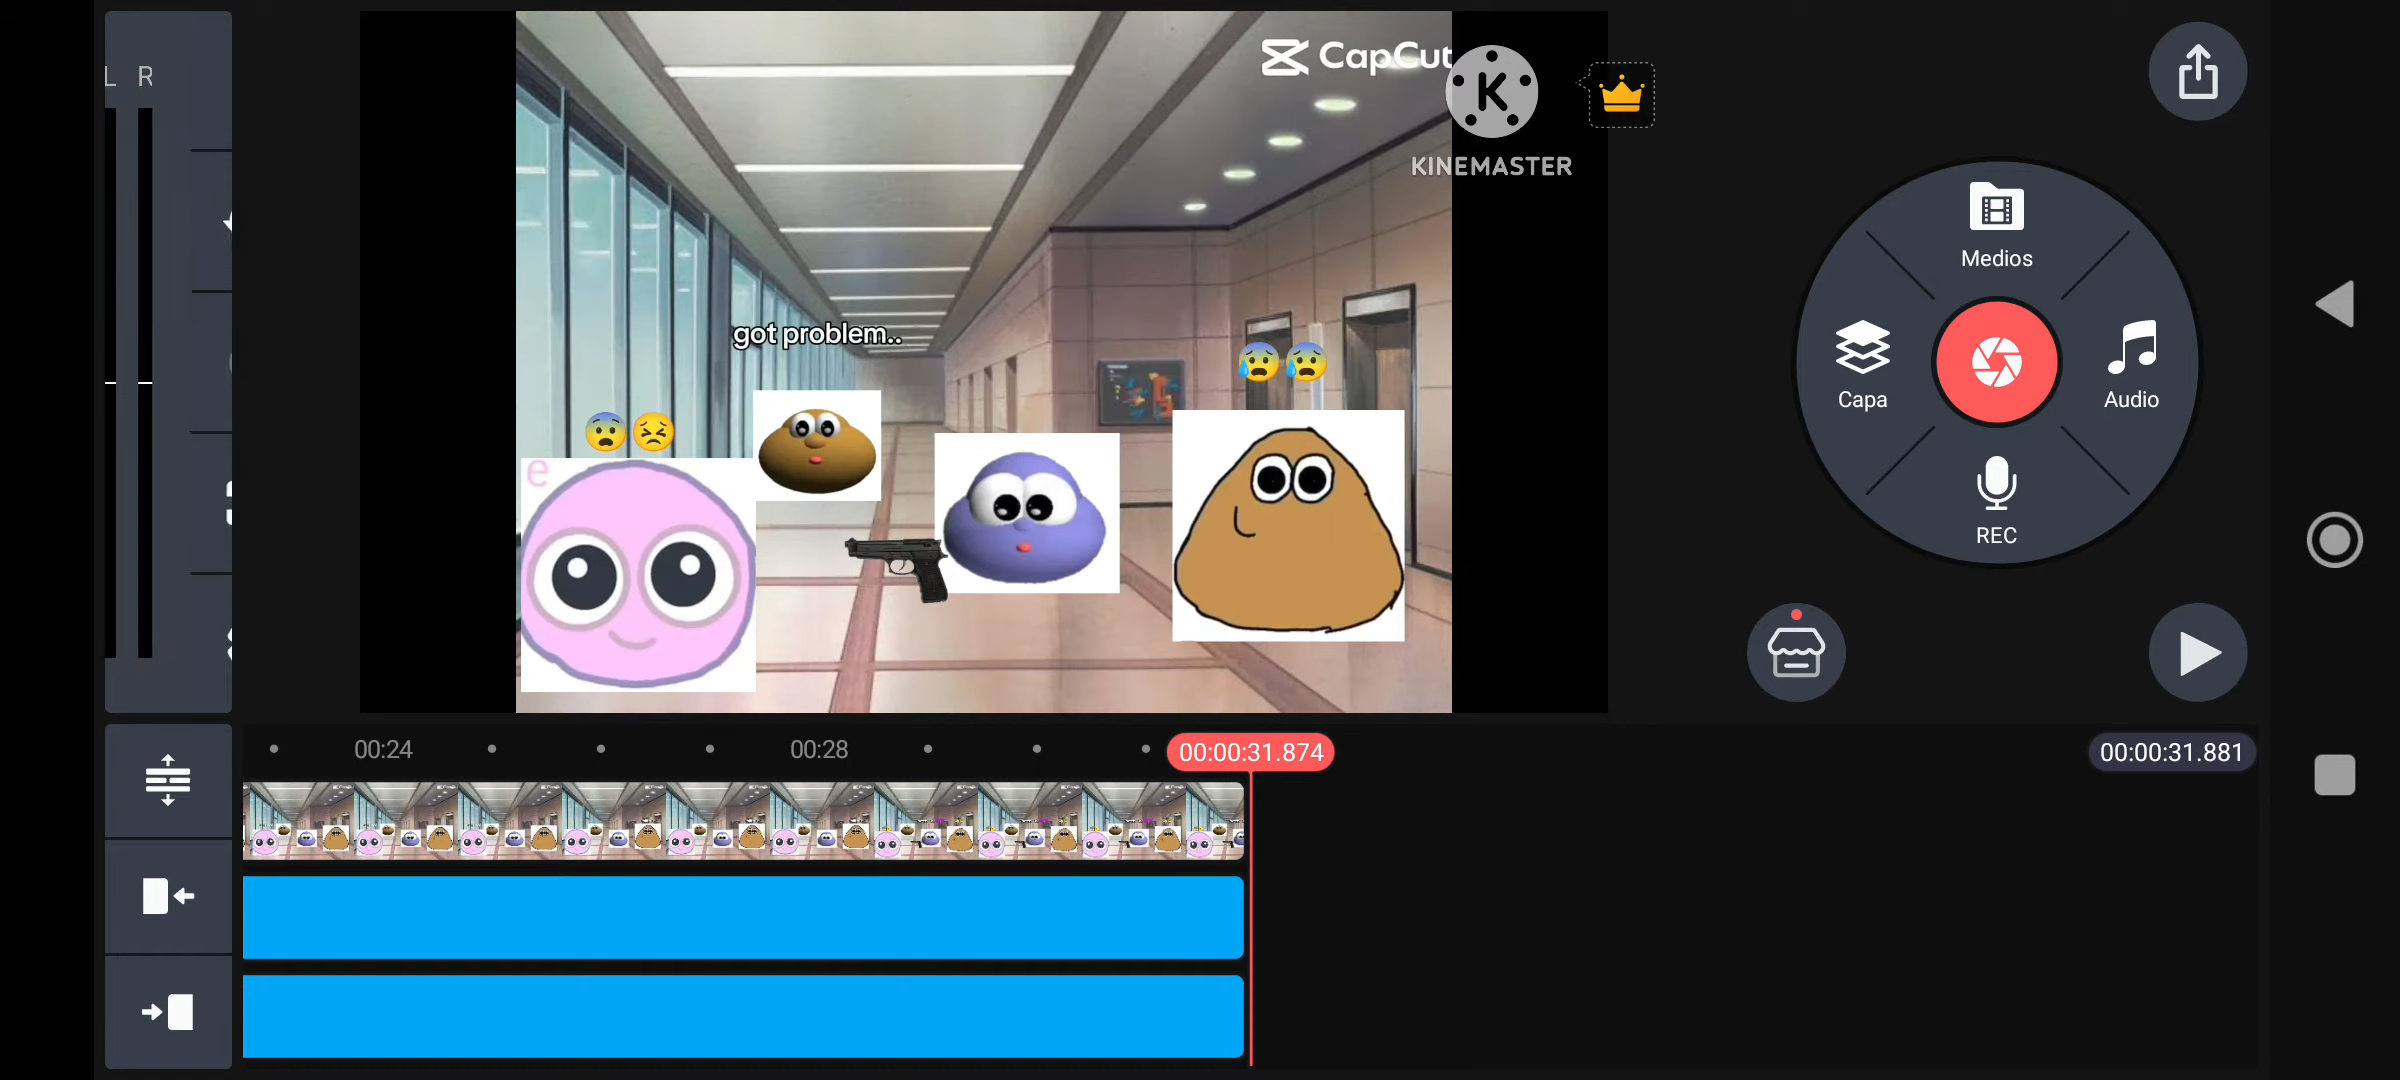 L R
CapCut
K
KINEMASTER
got problem..
e
Medios
Capa
Audio
REC
00:24
00:28
00:00:31.874
00:00:31.881